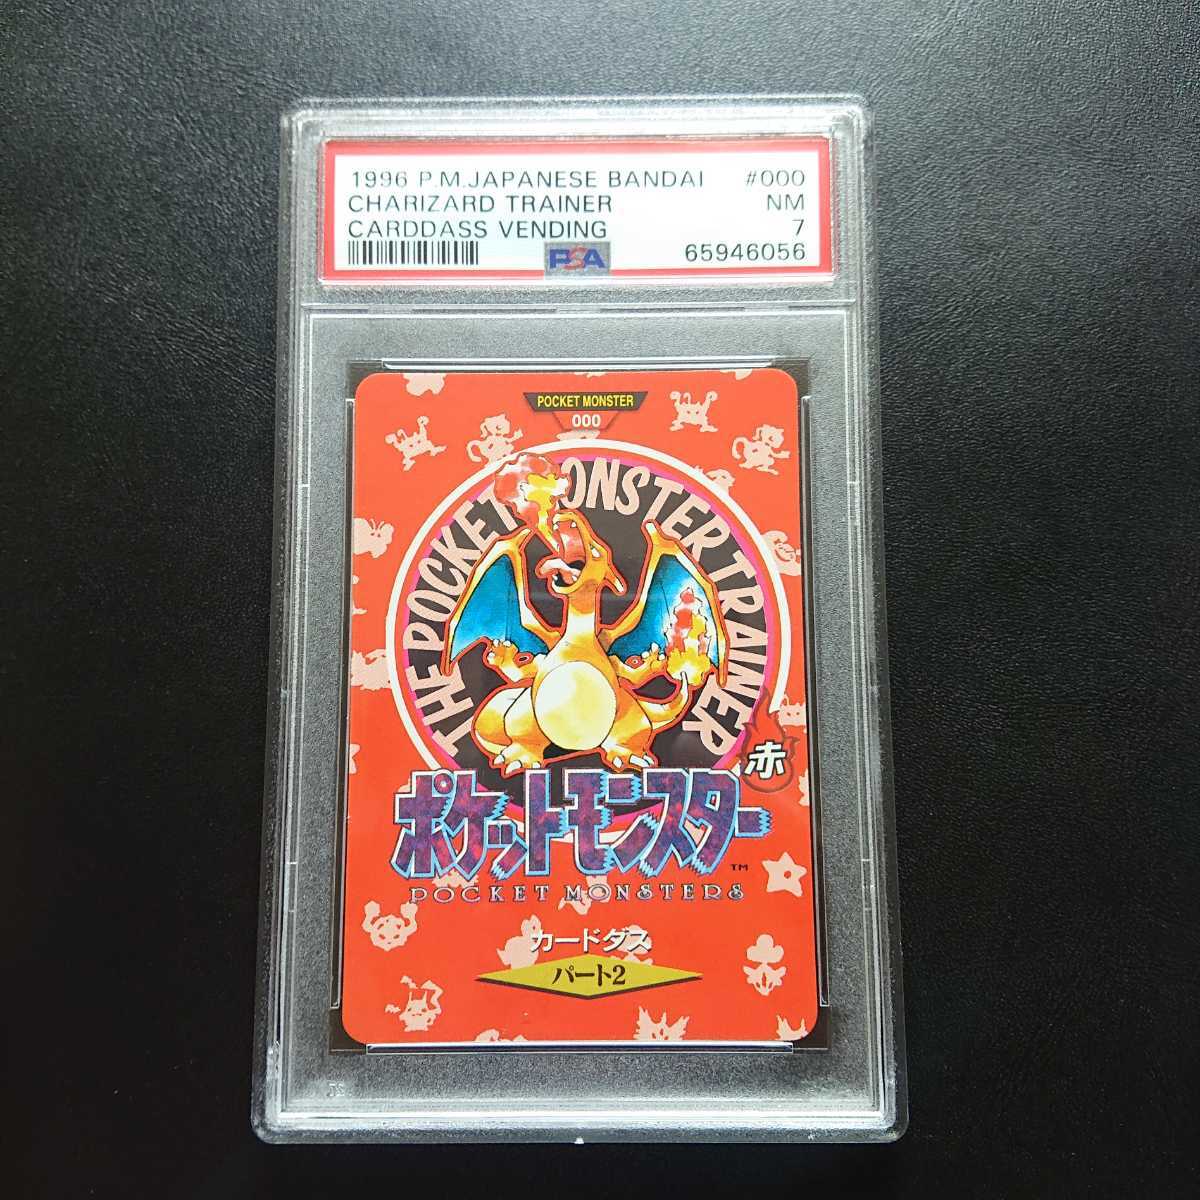 1996 P.M.JAPANESE BANDAI #000
CHARIZARD TRAINER NM
CARDDASS VENDING 7
PSA 65946056
POCKET MONSTER
000
THE POCKET MONSTER TRAINER
赤
ポケットモンスター™
POCKET MONSTERS
カードダス
パート2